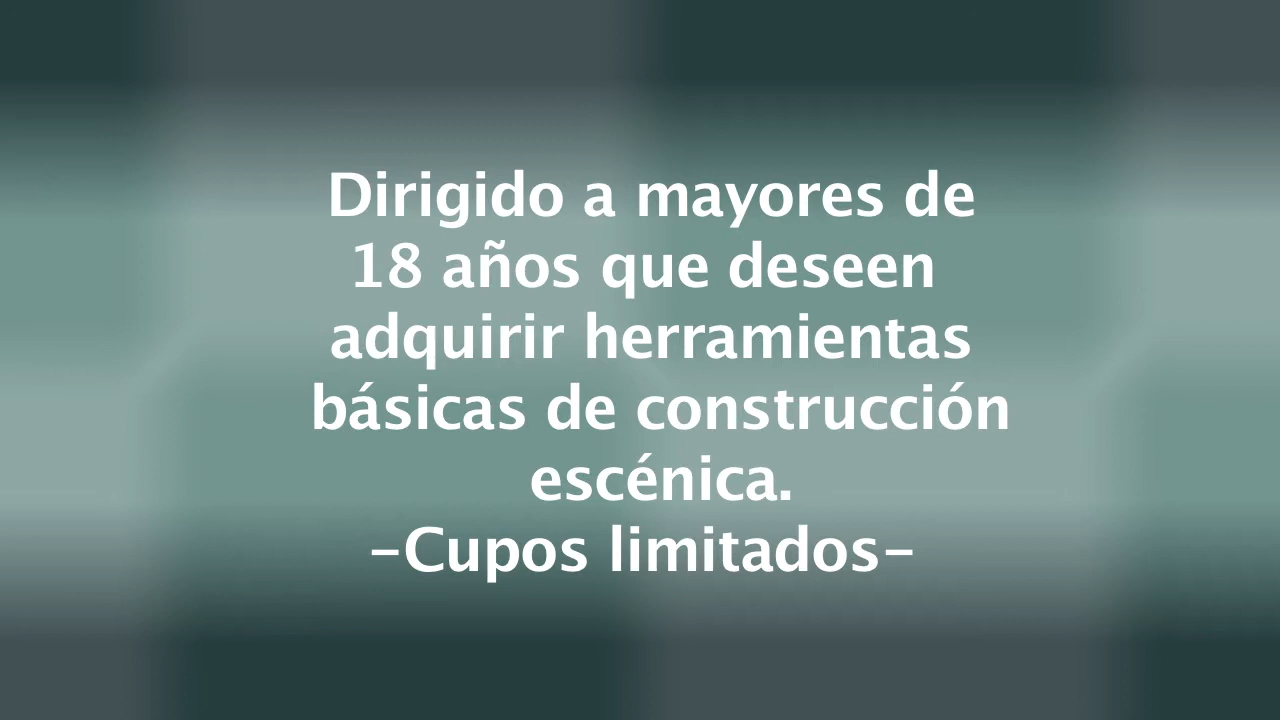 Dirigido a mayores de
18 años que deseen
adquirir herramientas
básicas de construcción
escénica.
-Cupos limitados-